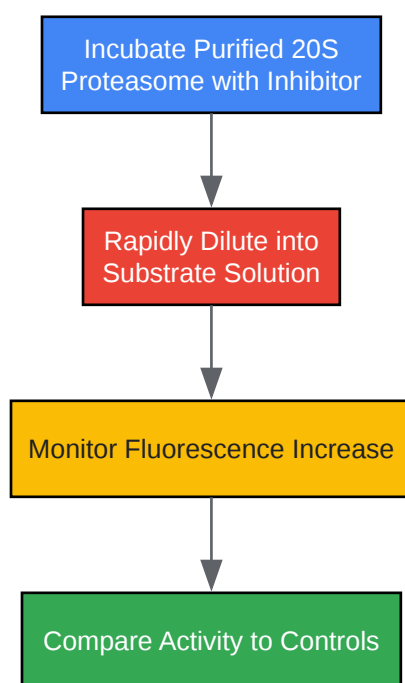 Incubate Purified 20S
Proteasome with Inhibitor
Rapidly Dilute into
Substrate Solution
Monitor Fluorescence Increase
Compare Activity to Controls